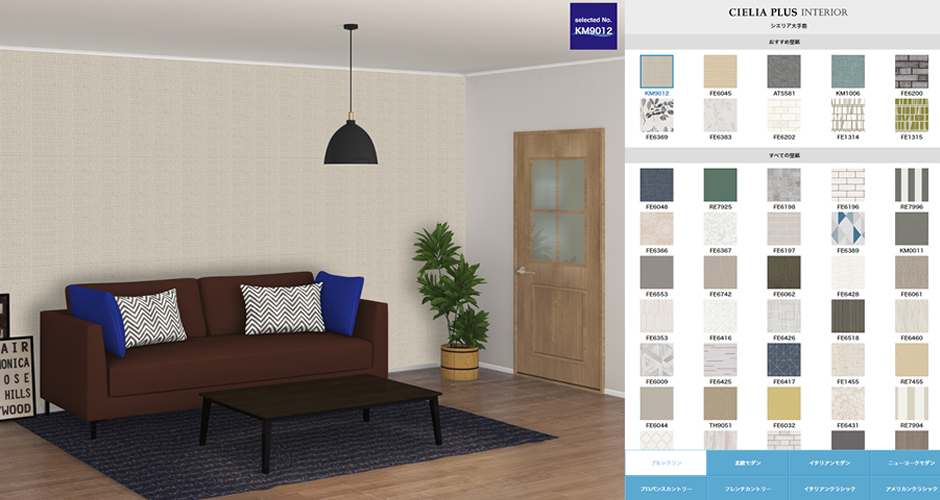 selected No.
KM9012
AIR
MONICA
OSE
HILLS
WOOD
CIELIA PLUS INTERIOR
シエリア大手前
おすすめ壁紙
KM9012 FE6045 AT5581 KM1006 FE6200
FE6369 FE6383 FE6202 FE1314 FE1315
すべての壁紙
FE6048 RE7925 FE6198 FE6196 RE7996
FE6366 FE6367 FE6197 FE6389 KM0011
FE6553 FE6742 FE6062 FE6428 FE6061
FE6353 FE6416 FE6426 FE6518 FE6460
FE6009 FE6425 FE6417 FE1455 RE7455
FE6044 TH9051 FE6032 FE6431 RE7994
ブルックリン 北欧モダン イタリアンモダン ニューヨークモダン
プロバンスカントリー フレンチカントリー イタリアンクラシック アメリカンクラシック